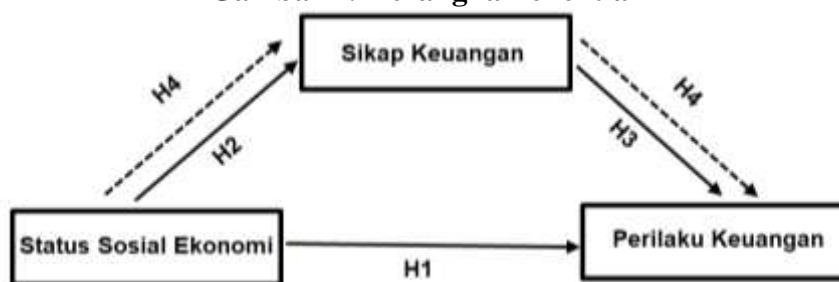 Sikap Keuangan
H4
H4
H2
H3
Status Sosial Ekonomi
Perilaku Keuangan
H1